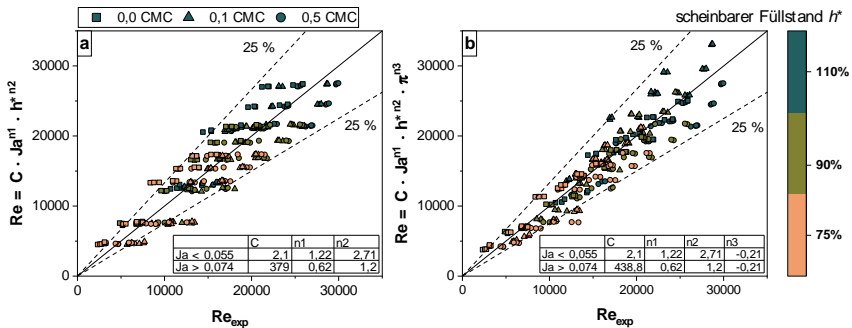 0,0 CMC 0,1 CMC 0,5 CMC
scheinbarer Füllstand h*
a
25 %
25 %
Re = C · Ja^n1 · h*^n2
30000
20000
10000
0
C n1 n2
Ja < 0,055 2,1 1,22 2,71
Ja > 0,074 379 0,62 1,2
0 10000 20000 30000
Re_exp
b
25 %
25 %
Re = C · Ja^n1 · h*^n2 · π^n3
30000
20000
10000
0
C n1 n2 n3
Ja < 0,055 2,1 1,22 2,71 -0,21
Ja > 0,074 438,8 0,62 1,2 -0,21
0 10000 20000 30000
Re_exp
110%
90%
75%